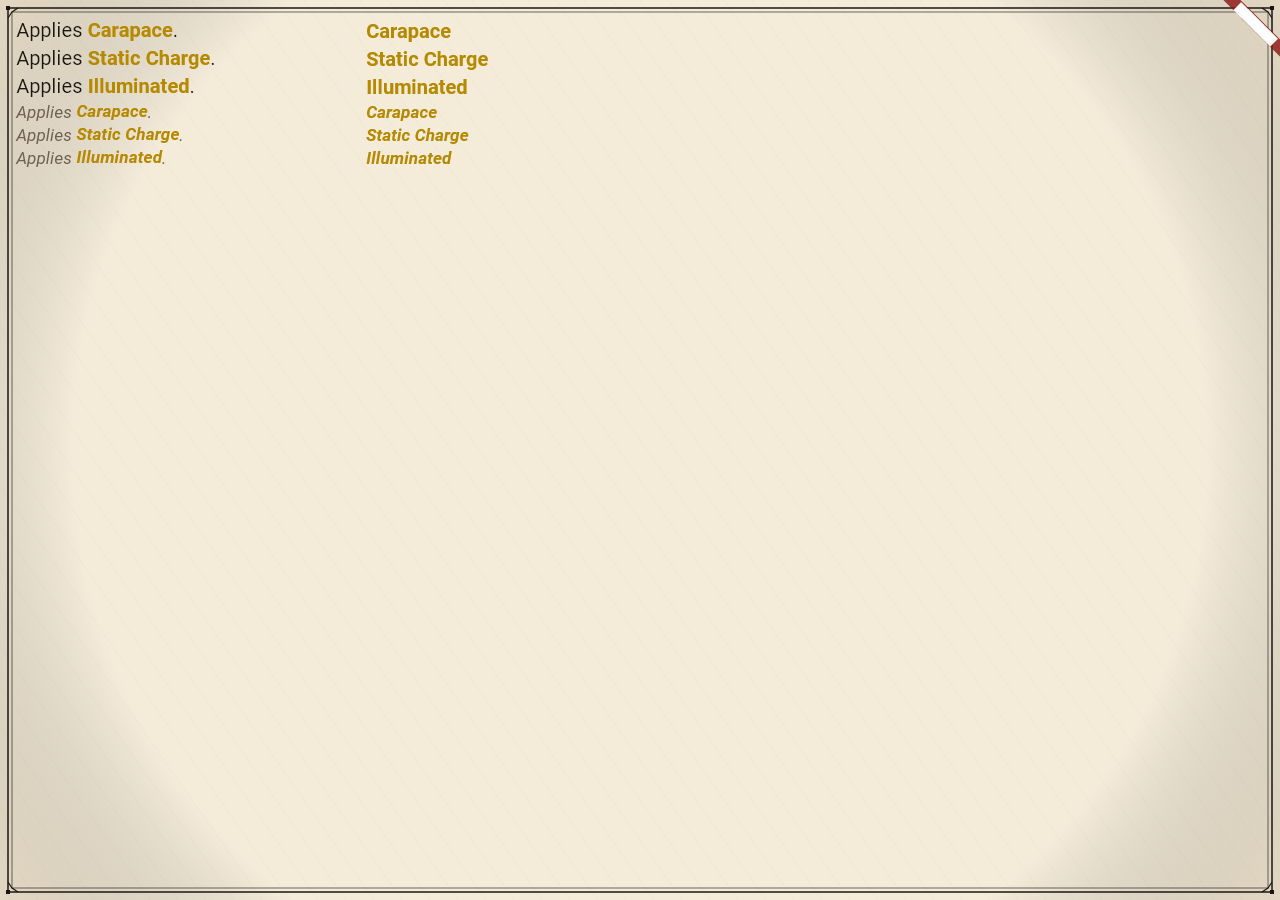 Applies Carapace. Carapace
Applies Static Charge. Static Charge
Applies Illuminated. Illuminated
Applies Carapace. Carapace
Applies Static Charge. Static Charge
Applies Illuminated. Illuminated